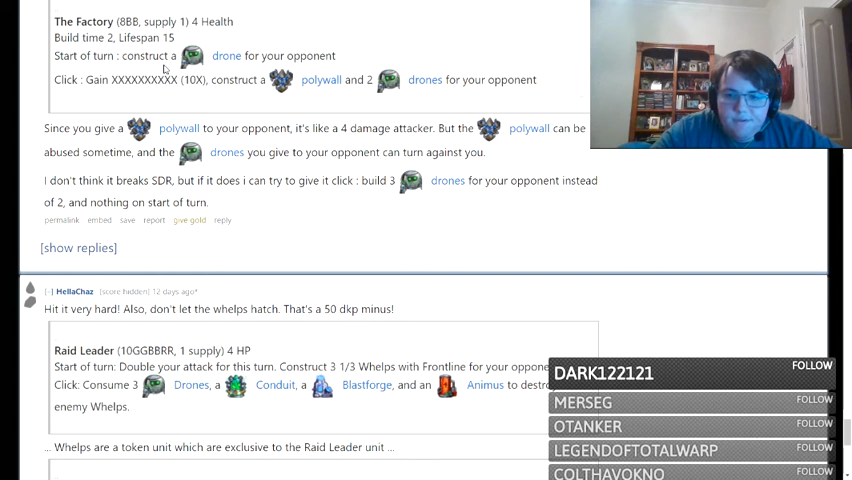 The Factory (8BB, supply 1) 4 Health
Build time 2, Lifespan 15
Start of turn : construct a drone for your opponent
Click : Gain XXXXXXXXXX (10X), construct a polywall and 2 drones for your opponent
Since you give a polywall to your opponent, it's like a 4 damage attacker. But the polywall can be
abused sometime, and the drones you give to your opponent can turn against you.
I don't think it breaks SDR, but if it does i can try to give it click : build 3 drones for your opponent instead
of 2, and nothing on start of turn.
permalink embed save report give gold reply
[show replies]
[-] HellaChaz [score hidden] 12 days ago*
Hit it very hard! Also, don't let the whelps hatch. That's a 50 dkp minus!
Raid Leader (10GGBBRR, 1 supply) 4 HP
Start of turn: Double your attack for this turn. Construct 3 1/3 Whelps with Frontline for your
Click: Consume 3 Drones, a Conduit, a Blastforge, and an Animus to
enemy Whelps.
... Whelps are a token unit which are exclusive to the Raid Leader unit ...
DARK122121 FOLLOW
MERSEG FOLLOW
OTANKER FOLLOW
LEGENDOFTOTALWARP FOLLOW
COLTHAVOKNO FOLLOW